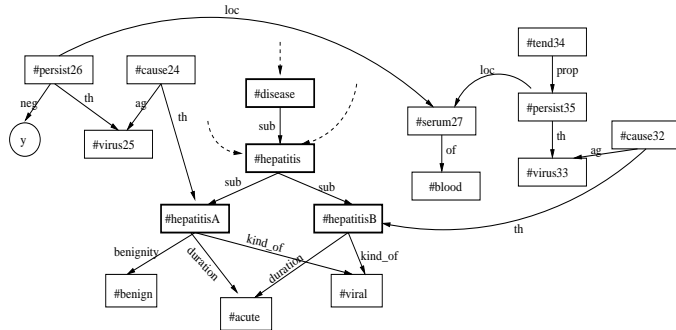 loc
#tend34
#persist26
#cause24
loc
prop
#disease
#persist35
neg
th
ag
th
sub
#serum27
th
#cause32
y
#virus25
#hepatitis
of
ag
#virus33
sub
sub
#blood
#hepatitisA
#hepatitisB
th
benignity
duration
kind_of
duration
kind_of
#benign
#viral
#acute